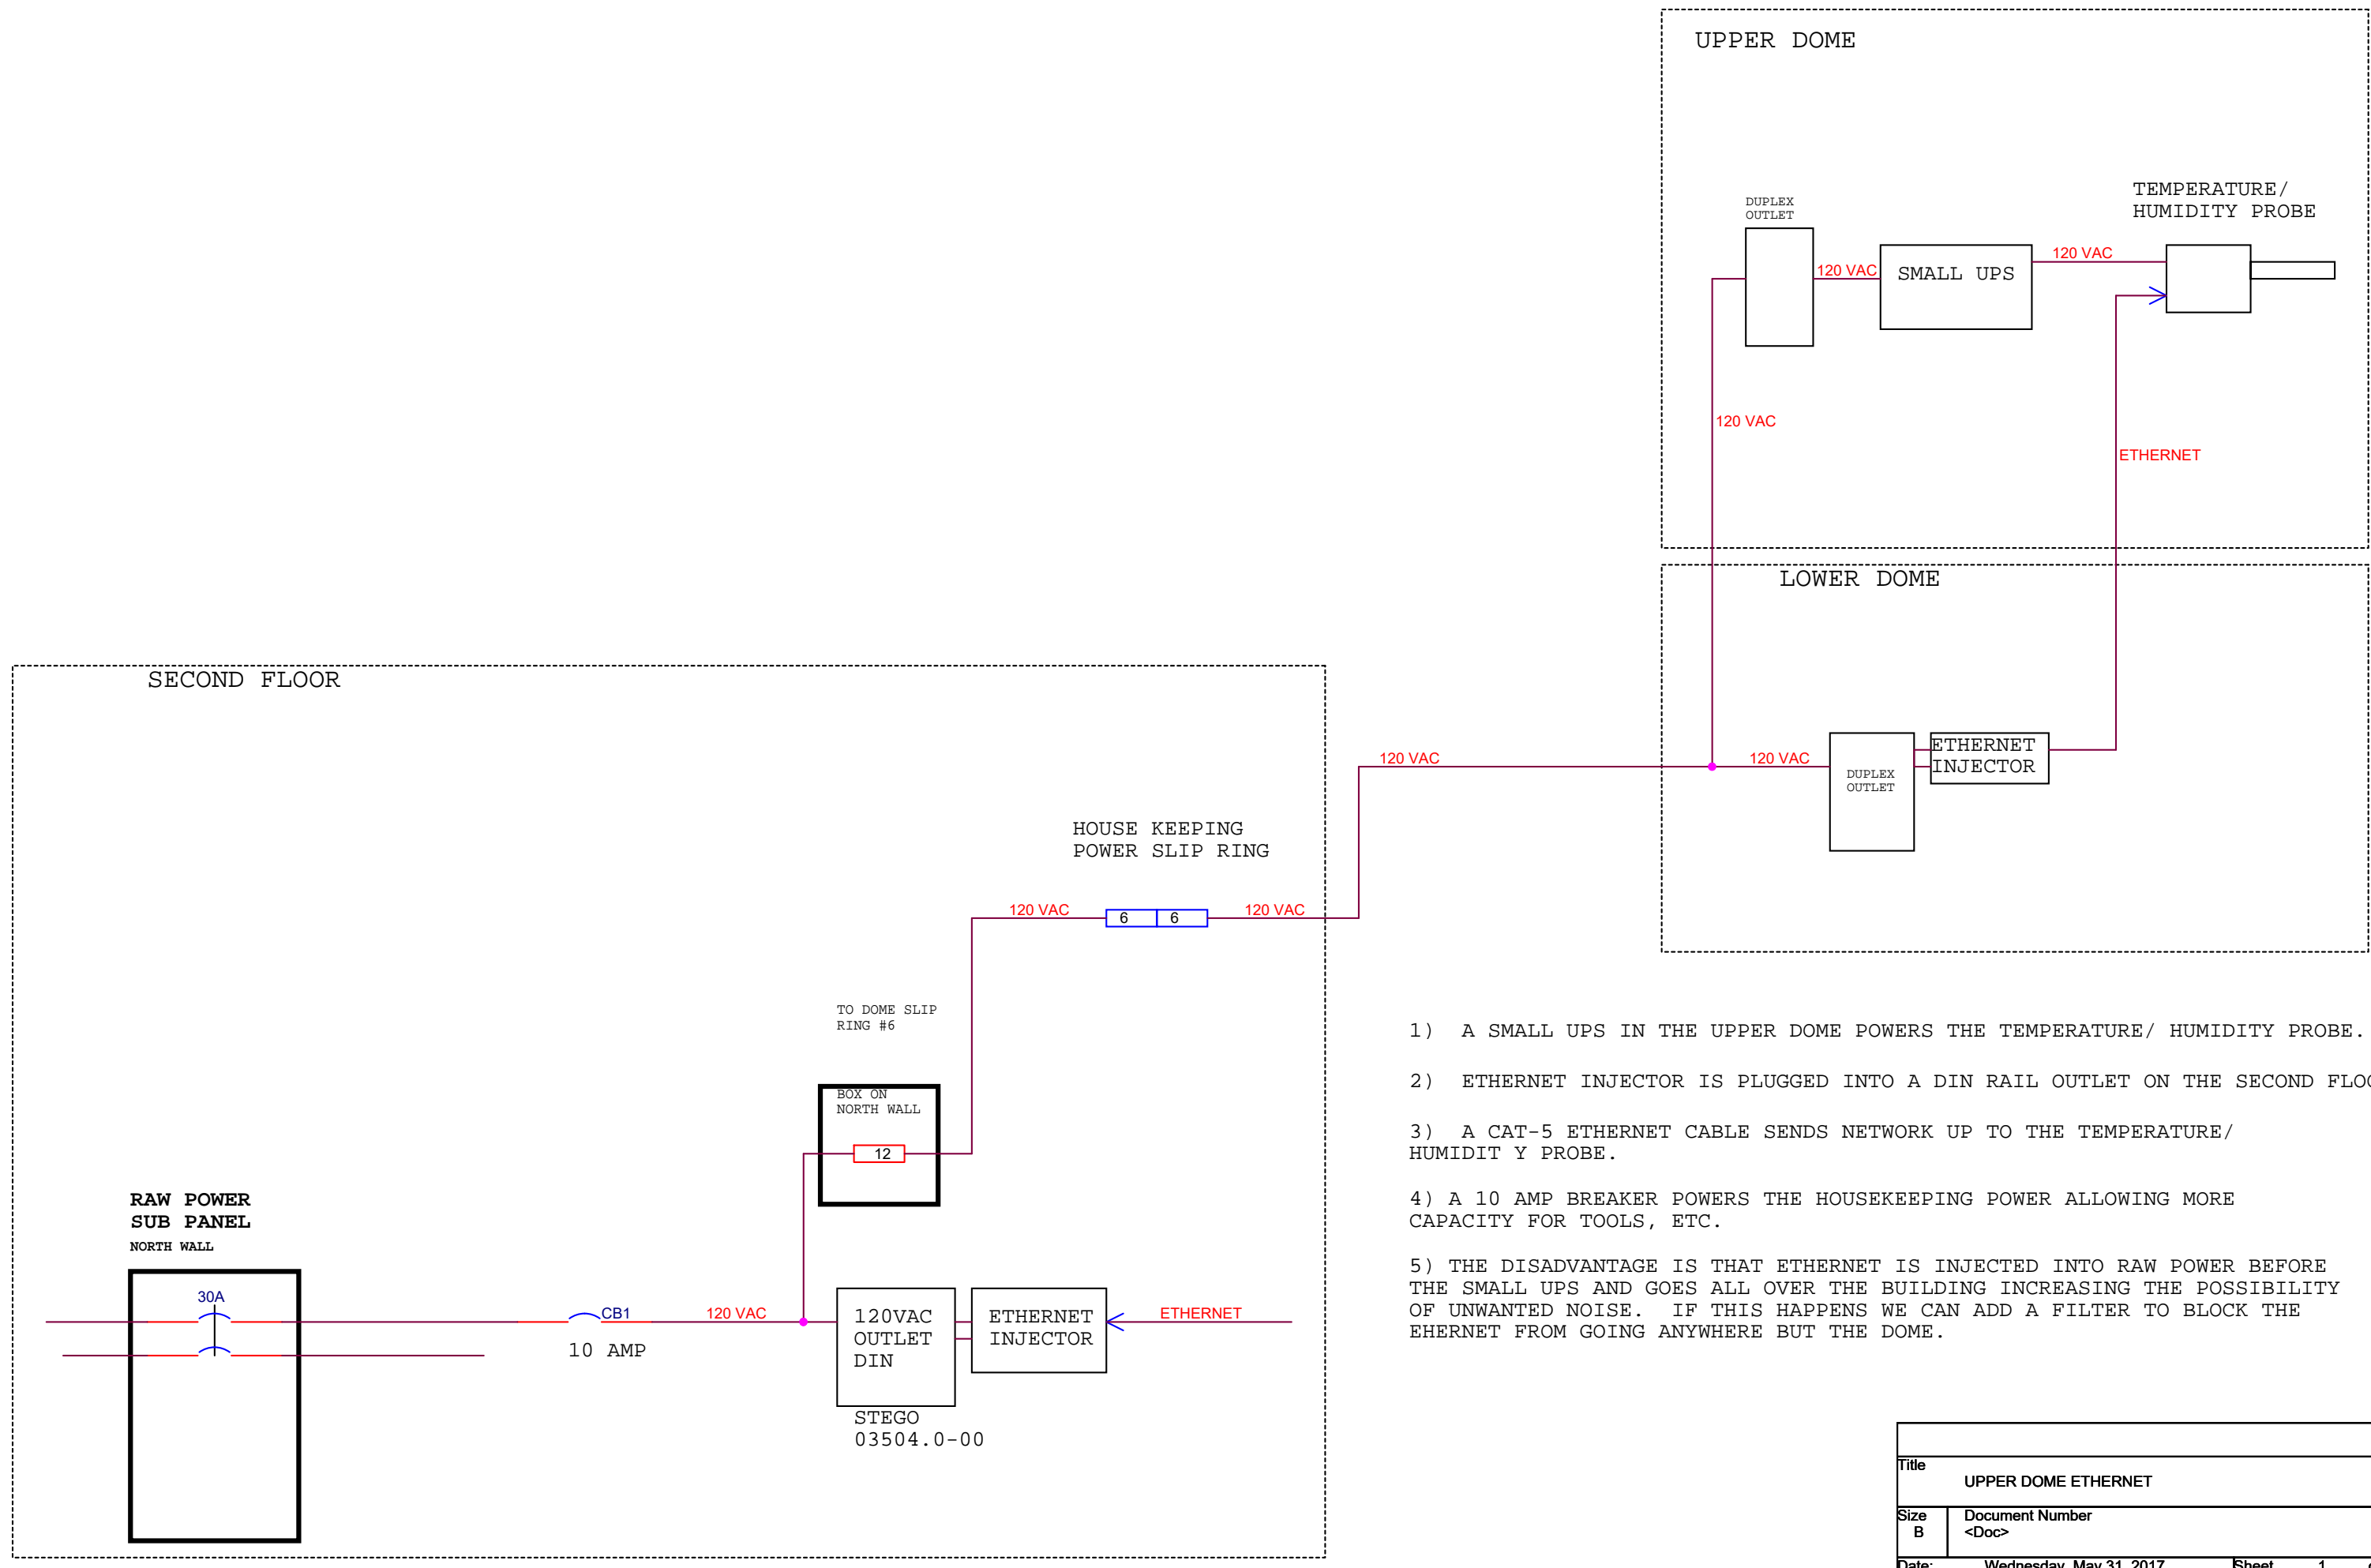 UPPER DOME
TEMPERATURE/
HUMIDITY PROBE
DUPLEX
OUTLET
120 VAC
SMALL UPS
120 VAC
120 VAC
ETHERNET
LOWER DOME
120 VAC
120 VAC
DUPLEX
OUTLET
ETHERNET
INJECTOR
SECOND FLOOR
HOUSE KEEPING
POWER SLIP RING
120 VAC
6 6
120 VAC
TO DOME SLIP
RING #6
BOX ON
NORTH WALL
12
RAW POWER
SUB PANEL
NORTH WALL
30A
CB1
10 AMP
120 VAC
120VAC
OUTLET
DIN
ETHERNET
INJECTOR
ETHERNET
STEGO
03504.0-00
1) A SMALL UPS IN THE UPPER DOME POWERS THE TEMPERATURE/ HUMIDITY PROBE.
2) ETHERNET INJECTOR IS PLUGGED INTO A DIN RAIL OUTLET ON THE SECOND
3) A CAT-5 ETHERNET CABLE SENDS NETWORK UP TO THE TEMPERATURE/
HUMIDIT Y PROBE.
4) A 10 AMP BREAKER POWERS THE HOUSEKEEPING POWER ALLOWING MORE
CAPACITY FOR TOOLS, ETC.
5) THE DISADVANTAGE IS THAT ETHERNET IS INJECTED INTO RAW POWER BEFORE
THE SMALL UPS AND GOES ALL OVER THE BUILDING INCREASING THE POSSIBILITY
OF UNWANTED NOISE. IF THIS HAPPENS WE CAN ADD A FILTER TO BLOCK THE
EHERNET FROM GOING ANYWHERE BUT THE DOME.
Title
UPPER DOME ETHERNET
Size
B
Document Number
<Doc>
Date: Wednesday, May 31, 2017 Sheet 1